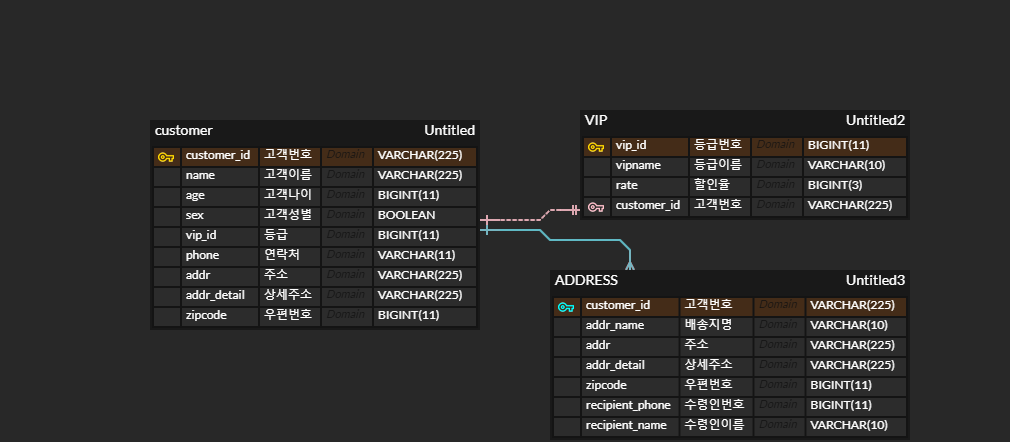 customer Untitled
customer_id 고객번호 Domain VARCHAR(225)
name 고객이름 Domain VARCHAR(225)
age 고객나이 Domain BIGINT(11)
sex 고객성별 Domain BOOLEAN
vip_id 등급 Domain BIGINT(11)
phone 연락처 Domain VARCHAR(11)
addr 주소 Domain VARCHAR(225)
addr_detail 상세주소 Domain VARCHAR(225)
zipcode 우편번호 Domain BIGINT(11)
VIP Untitled2
vip_id 등급번호 Domain BIGINT(11)
vipname 등급이름 Domain VARCHAR(10)
rate 할인율 Domain BIGINT(3)
customer_id 고객번호 Domain VARCHAR(225)
ADDRESS Untitled3
customer_id 고객번호 Domain VARCHAR(225)
addr_name 배송지명 Domain VARCHAR(10)
addr 주소 Domain VARCHAR(225)
addr_detail 상세주소 Domain VARCHAR(225)
zipcode 우편번호 Domain BIGINT(11)
recipient_phone 수령인번호 Domain BIGINT(11)
recipient_name 수령인이름 Domain VARCHAR(10)